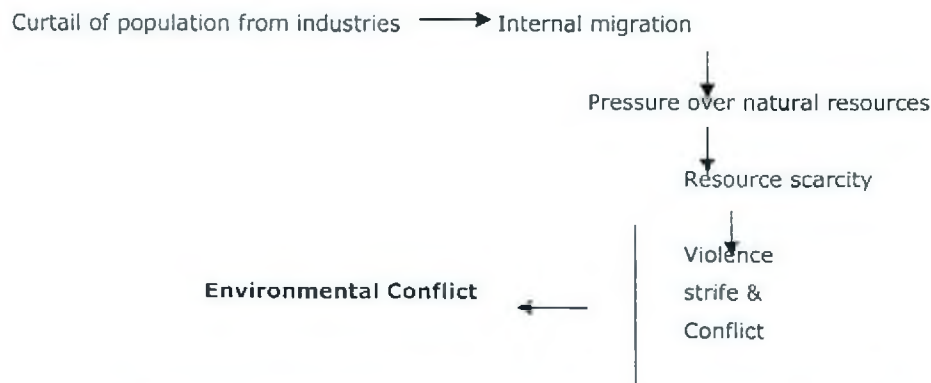 Curtail of population from industries Internal migration
Pressure over natural resources
Resource scarcity
Violence
strife &
Conflict
Environmental Conflict